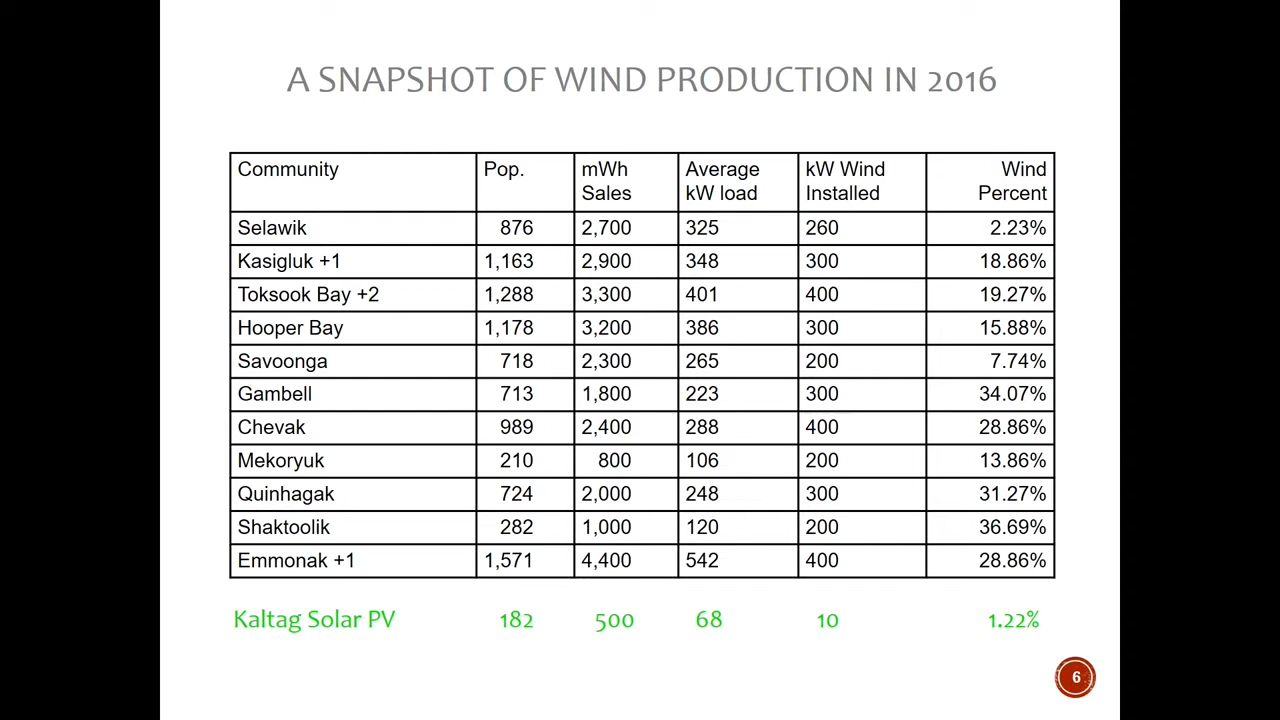 A SNAPSHOT OF WIND PRODUCTION IN 2016
Community Pop. mWh Sales Average kW load kW Wind Installed Wind Percent
Selawik 876 2,700 325 260 2.23%
Kasigluk +1 1,163 2,900 348 300 18.86%
Toksook Bay +2 1,288 3,300 401 400 19.27%
Hooper Bay 1,178 3,200 386 300 15.88%
Savoonga 718 2,300 265 200 7.74%
Gambell 713 1,800 223 300 34.07%
Chevak 989 2,400 288 400 28.86%
Mekoryuk 210 800 106 200 13.86%
Quinhagak 724 2,000 248 300 31.27%
Shaktoolik 282 1,000 120 200 36.69%
Emmonak +1 1,571 4,400 542 400 28.86%
Kaltag Solar PV 182 500 68 10 1.22%
6